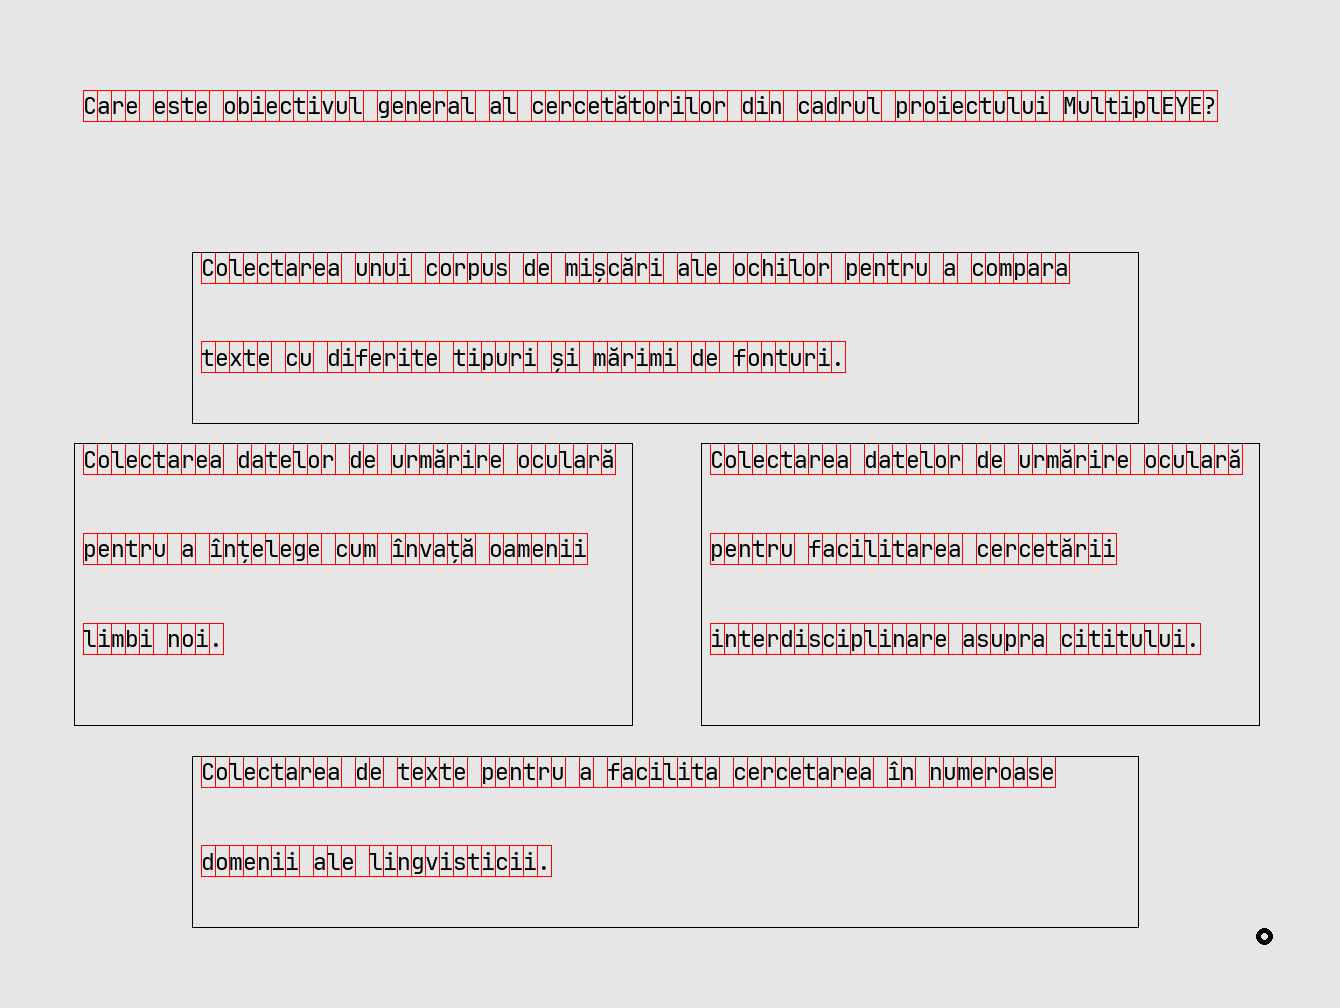 Care este obiectivul general al cercetătorilor din cadrul proiectului MultiplEYE?
Colectarea unui corpus de mișcări ale ochilor pentru a compara
texte cu diferite tipuri și mărimi de fonturi.
Colectarea datelor de urmărire oculară
pentru a înțelege cum învață oamenii
limbi noi.
Colectarea datelor de urmărire oculară
pentru facilitarea cercetării
interdisciplinare asupra cititului.
Colectarea de texte pentru a facilita cercetarea în numeroase
domenii ale lingvisticii.